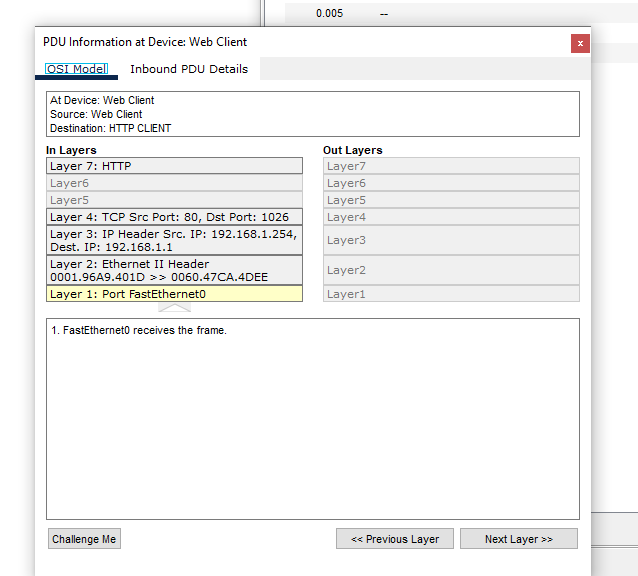 0.005 --
PDU Information at Device: Web Client
x
OSI Model Inbound PDU Details
At Device: Web Client
Source: Web Client
Destination: HTTP CLIENT
In Layers
Layer 7: HTTP
Layer6
Layer5
Layer 4: TCP Src Port: 80, Dst Port: 1026
Layer 3: IP Header Src. IP: 192.168.1.254,
Dest. IP: 192.168.1.1
Layer 2: Ethernet II Header
0001.96A9.401D >> 0060.47CA.4DEE
Layer 1: Port FastEthernet0
Out Layers
Layer7
Layer6
Layer5
Layer4
Layer3
Layer2
Layer1
1. FastEthernet0 receives the frame.
Challenge Me
<< Previous Layer
Next Layer >>